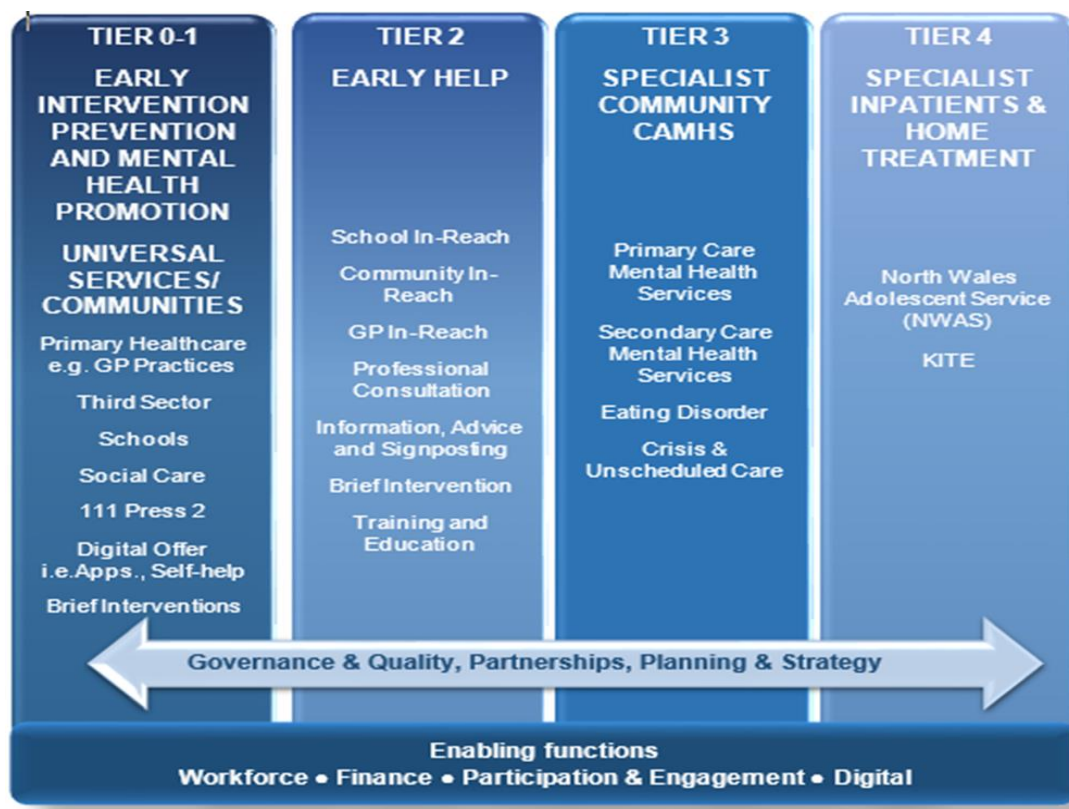 TIER 0-1
EARLY
INTERVENTION
PREVENTION
AND MENTAL
HEALTH
PROMOTION
UNIVERSAL
SERVICES/
COMMUNITIES
Primary Healthcare
e.g. GP Practices
Third Sector
Schools
Social Care
111 Press 2
Digital Offer
i.e.Apps., Self-help
Brief Interventions
TIER 2
EARLY HELP
School In-Reach
Community In-
Reach
GP In-Reach
Professional
Consultation
Information, Advice
and Signposting
Brief Intervention
Training and
Education
TIER 3
SPECIALIST
COMMUNITY
CAMHS
Primary Care
Mental Health
Services
Secondary Care
Mental Health
Services
Eating Disorder
Crisis &
Unscheduled Care
TIER 4
SPECIALIST
INPATIENTS &
HOME
TREATMENT
North Wales
Adolescent Service
(NWAS)
KITE
Governance & Quality, Partnerships, Planning & Strategy
Enabling functions
Workforce ● Finance ● Participation & Engagement ● Digital